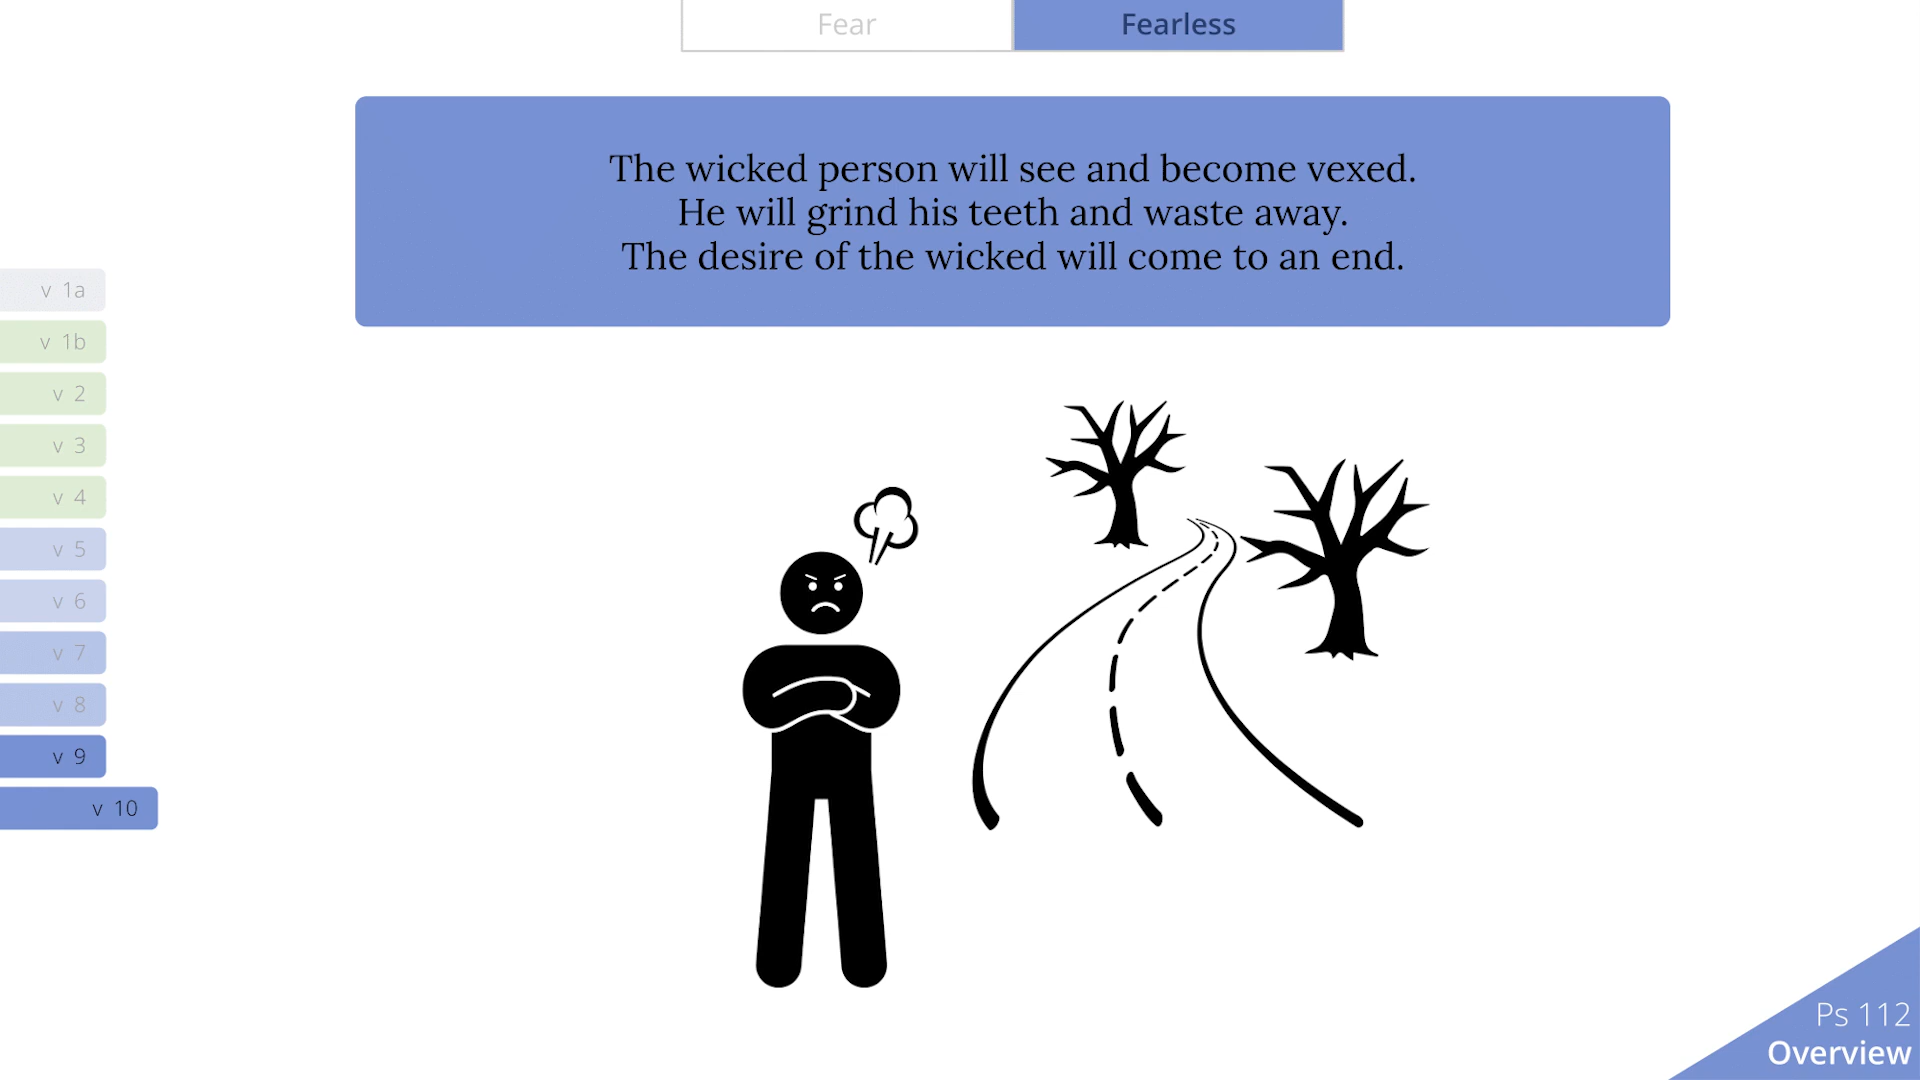 Fear
Fearless
The wicked person will see and become vexed.
He will grind his teeth and waste away.
The desire of the wicked will come to an end.
v 1a
v 1b
v 2
v 3
v 4
v 5
v 6
v 7
v 8
v 9
v 10
Ps 112
Overview